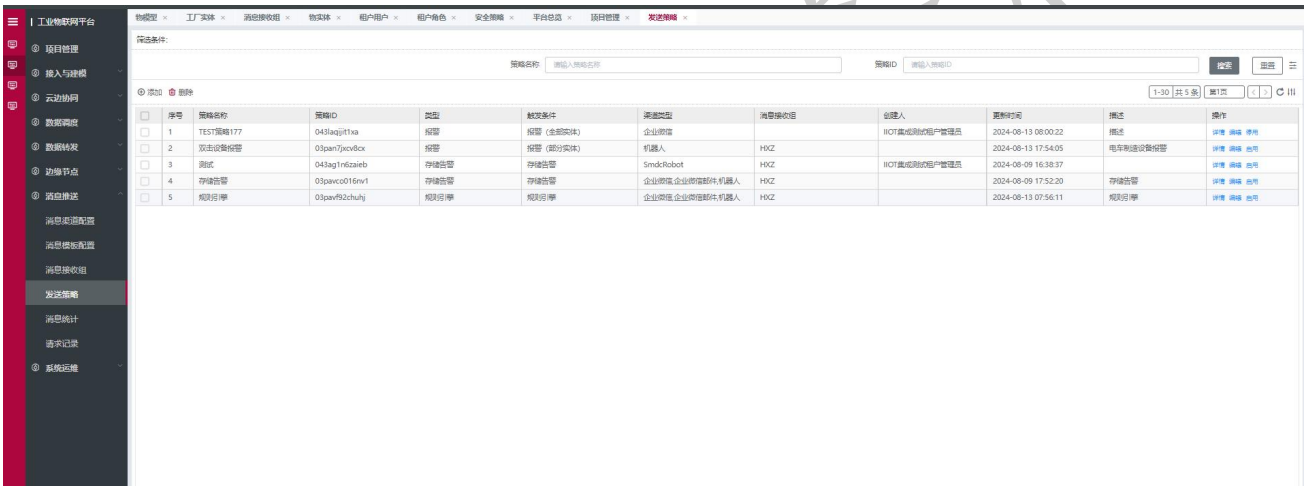 工业物联网平台
物模型 × 工厂实体 × 消息接收组 × 物实体 × 租户用户 × 租户角色 × 安全策略 × 平台总览 × 项目管理 × 发送策略 ×
筛选条件:
策略名称 请输入策略名称 策略ID 请输入策略ID 搜索 重置
添加 删除 1-30 共 5 条 第1页
序号 策略名称 策略ID 类型 触发条件 渠道类型 消息接收组 创建人 更新时间 描述 操作
1 TEST策略177 043laqijit1xa 报警 报警 (全部实体) 企业微信 IIOT集成测试租户管理员 2024-08-13 08:00:22 描述 详情 编辑 停用
2 双击设备报警 03pan7jxcv8cx 报警 报警 (部分实体) 机器人 HXZ 2024-08-13 17:54:05 电车制造设备报警 详情 编辑 启用
3 测试 043ag1n6zaieb 存储告警 存储告警 SmdcRobot IIOT集成测试租户管理员 2024-08-09 16:38:37 详情 编辑 启用
4 存储告警 03pavco016nv1 存储告警 存储告警 企业微信,企业微信邮件,机器人 HXZ 2024-08-09 17:52:20 存储告警 详情 编辑 启用
5 规则引擎 03pavf92chuhj 规则引擎 规则引擎 企业微信,企业微信邮件,机器人 HXZ 2024-08-13 07:56:11 规则引擎 详情 编辑 启用
项目管理
接入与建模
云边协同
数据调度
数据转发
边缘节点
消息推送
消息渠道配置
消息模板配置
消息接收组
发送策略
消息统计
请求记录
系统运维